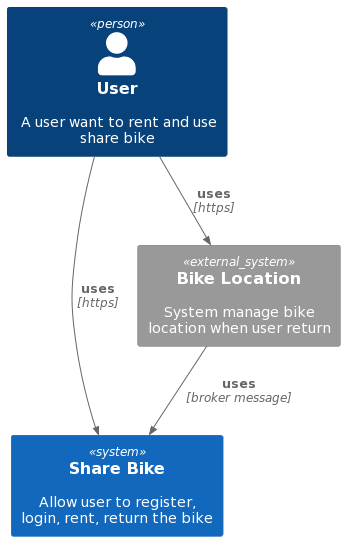 «person»
User
A user want to rent and use
share bike
uses
[https]
«external_system»
Bike Location
System manage bike
location when user return
uses
[https]
uses
[broker message]
«system»
Share Bike
Allow user to register,
login, rent, return the bike